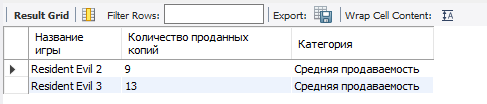 Result Grid Filter Rows: Export: Wrap Cell Content:
Название игры Количество проданных копий Категория
Resident Evil 2 9 Средняя продаваемость
Resident Evil 3 13 Средняя продаваемость